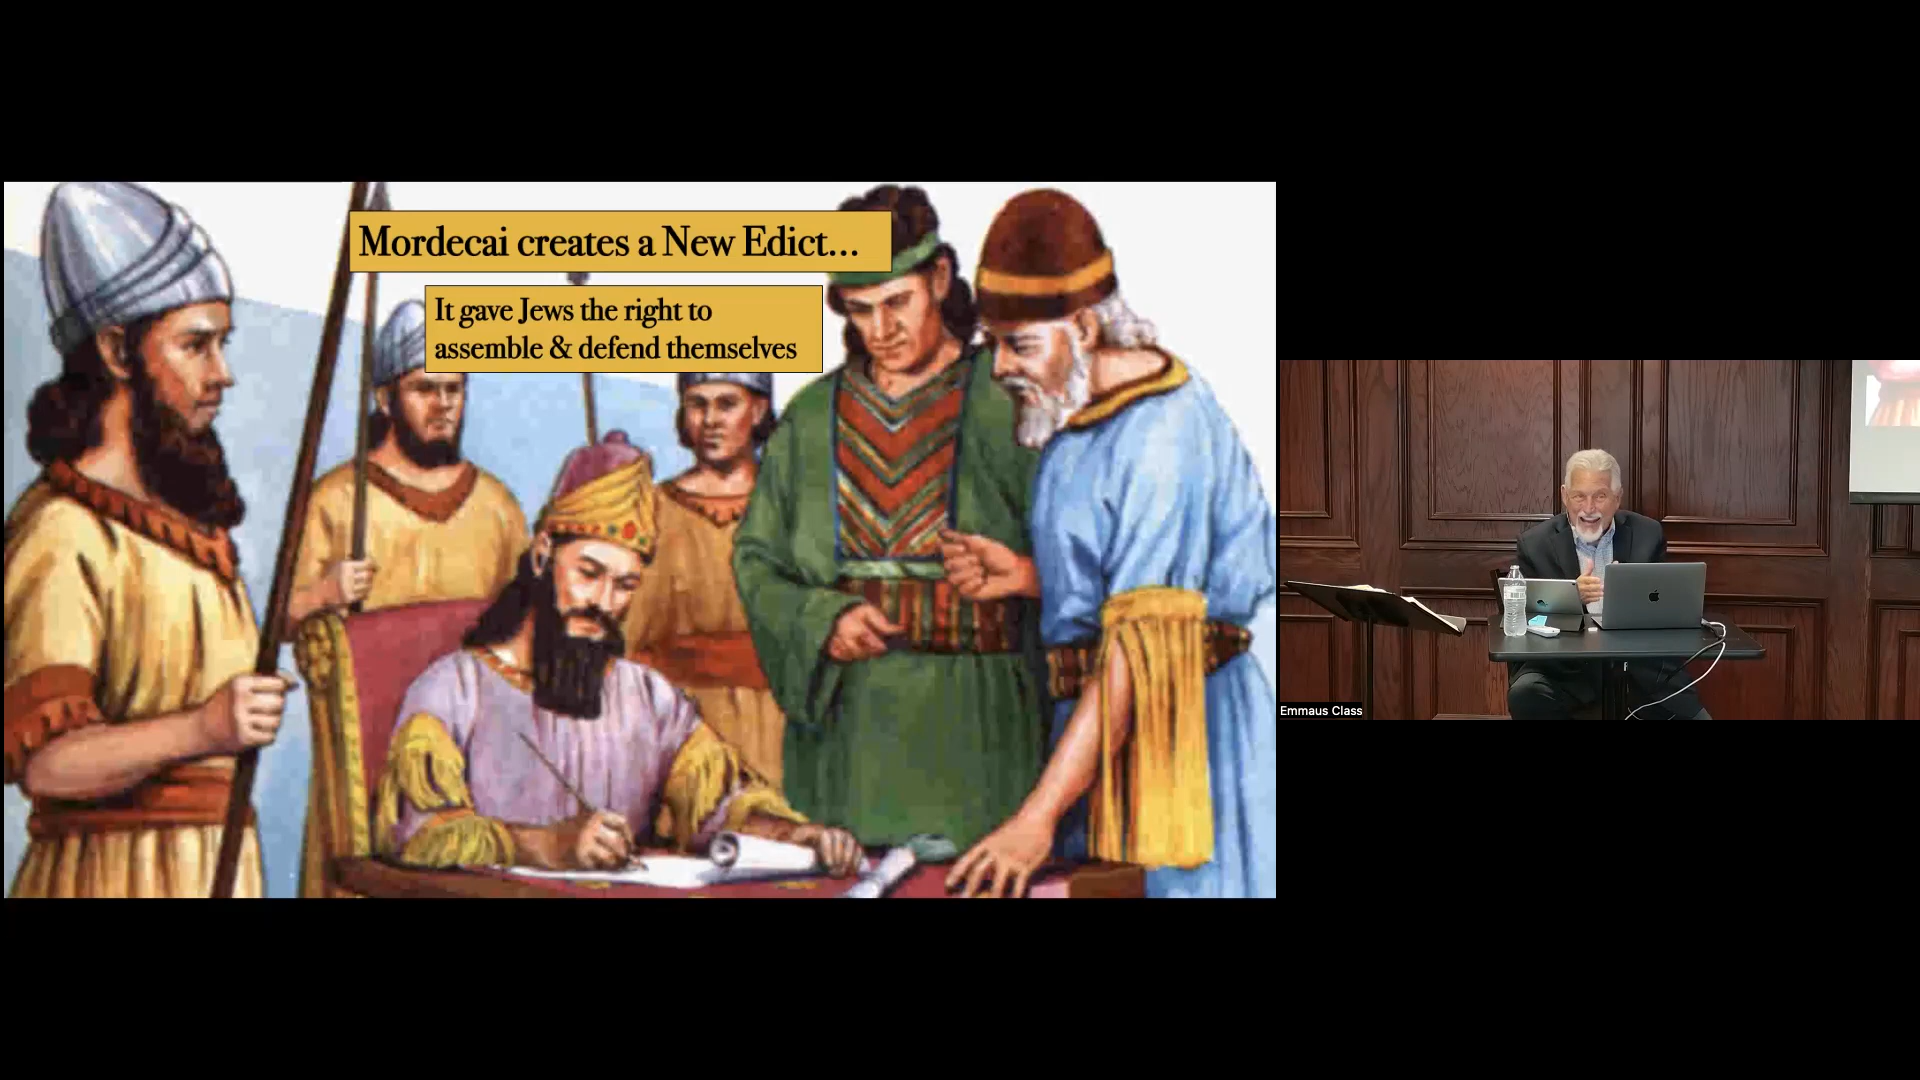 Mordecai creates a New Edict...
It gave Jews the right to
assemble & defend themselves
Emmaus Class